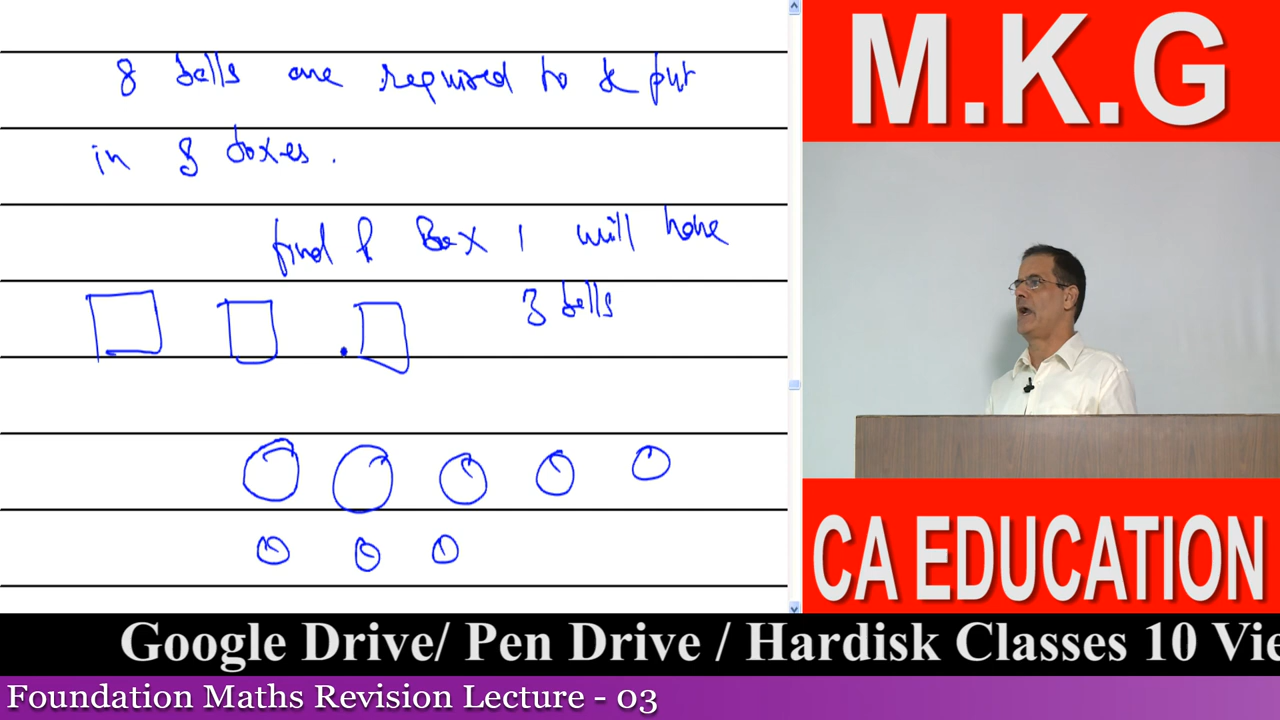 8 balls are required to be put
in 3 boxes.
find P Box 1 will have
3 balls
M.K.G
CA EDUCATION
Google Drive/ Pen Drive / Hardisk Classes 10 Vie
Foundation Maths Revision Lecture - 03